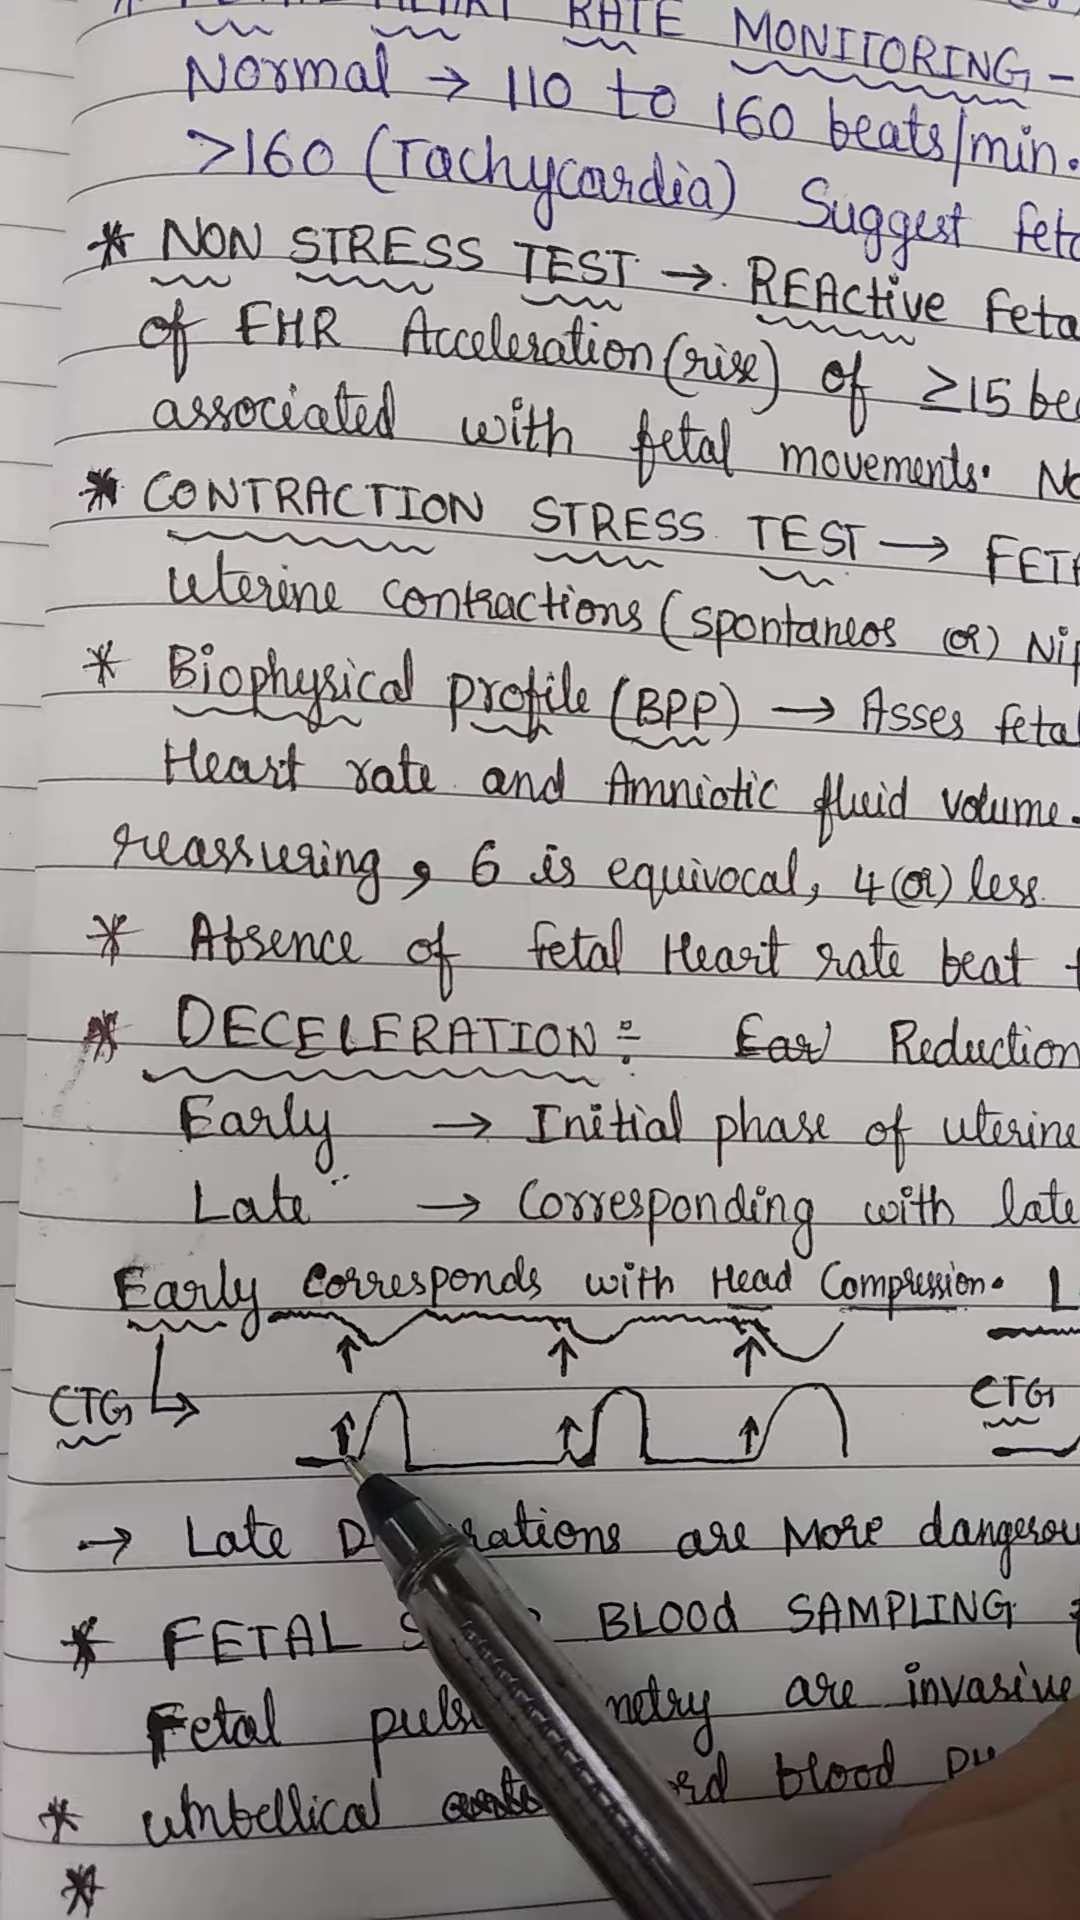 RATE MONITORING -
Normal → 110 to 160 beats/min.
>160 (Tachycardia) Suggest
* NON STRESS TEST → REActive
of FHR Acceleration (rise) of ≥15
associated with fetal movements.
* CONTRACTION STRESS TEST →
uterine contractions (spontaneos (or)
* Biophysical profile (BPP) → Asses
Heart rate and Amniotic fluid volume.
reassuring, 6 is equivocal, 4 (or) less
* Absence of fetal Heart rate beat
* DECELERATION :- Reduction
Early → Initial phase of uterine
Late → Corresponding with late
Early corresponds with Head Compression.
CTG CTG
→ Late are More
* FETAL BLOOD SAMPLING
Fetal are invasive
* umbellical blood
*